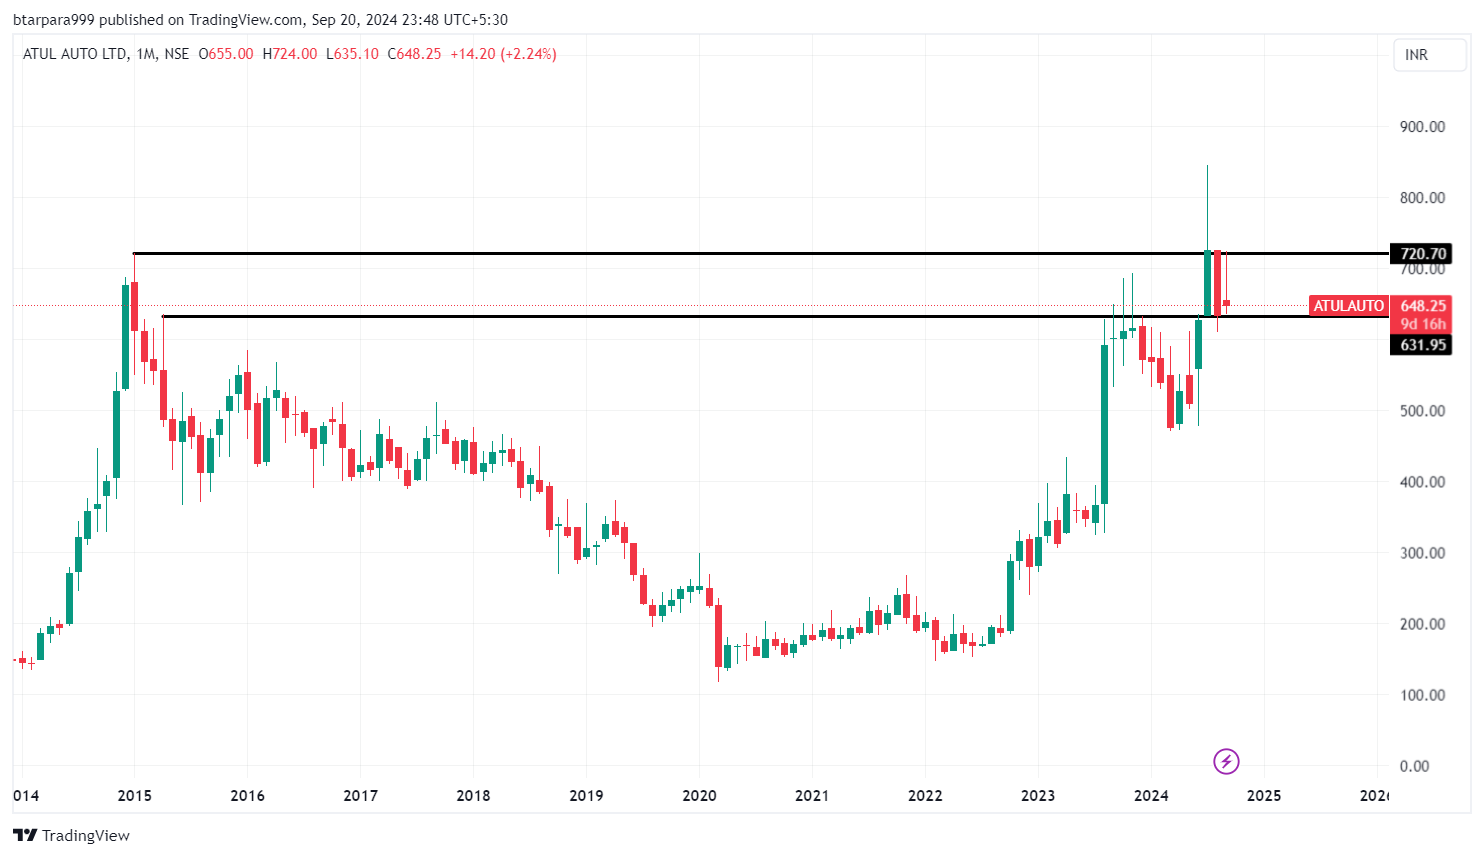 btarpara999 published on TradingView.com, Sep 20, 2024 23:48 UTC+5:30
ATUL AUTO LTD, 1M, NSE O655.00 H724.00 L635.10 C648.25 +14.20 (+2.24%)
INR
900.00
800.00
720.70
700.00
ATULAUTO 648.25
9d 16h
631.95
500.00
400.00
300.00
200.00
100.00
0.00
014 2015 2016 2017 2018 2019 2020 2021 2022 2023 2024 2025 2026
TradingView